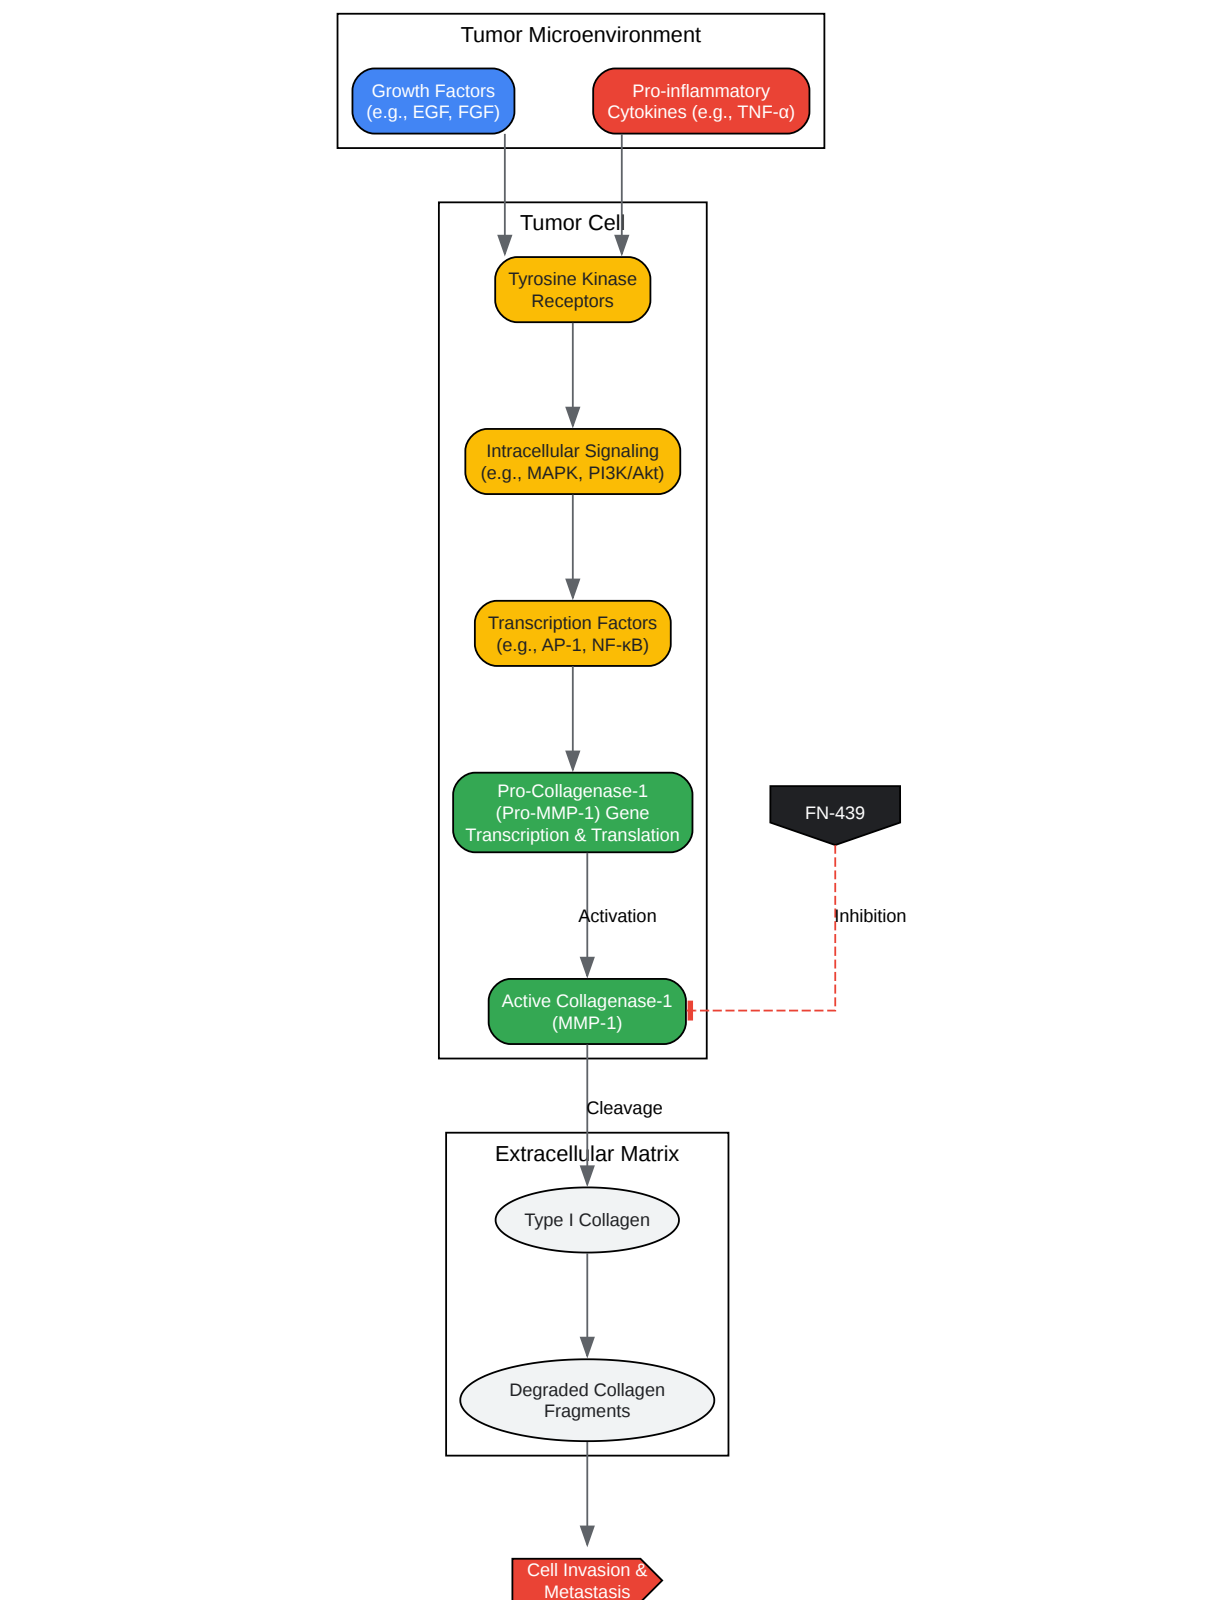 Tumor Microenvironment
Growth Factors
(e.g., EGF, FGF)
Pro-inflammatory
Cytokines (e.g., TNF-α)
Tumor Cell
Tyrosine Kinase
Receptors
Intracellular Signaling
(e.g., MAPK, PI3K/Akt)
Transcription Factors
(e.g., AP-1, NF-κB)
Pro-Collagenase-1
(Pro-MMP-1) Gene
Transcription & Translation
FN-439
Activation
Inhibition
Active Collagenase-1
(MMP-1)
Cleavage
Extracellular Matrix
Type I Collagen
Degraded Collagen
Fragments
Cell Invasion &
Metastasis